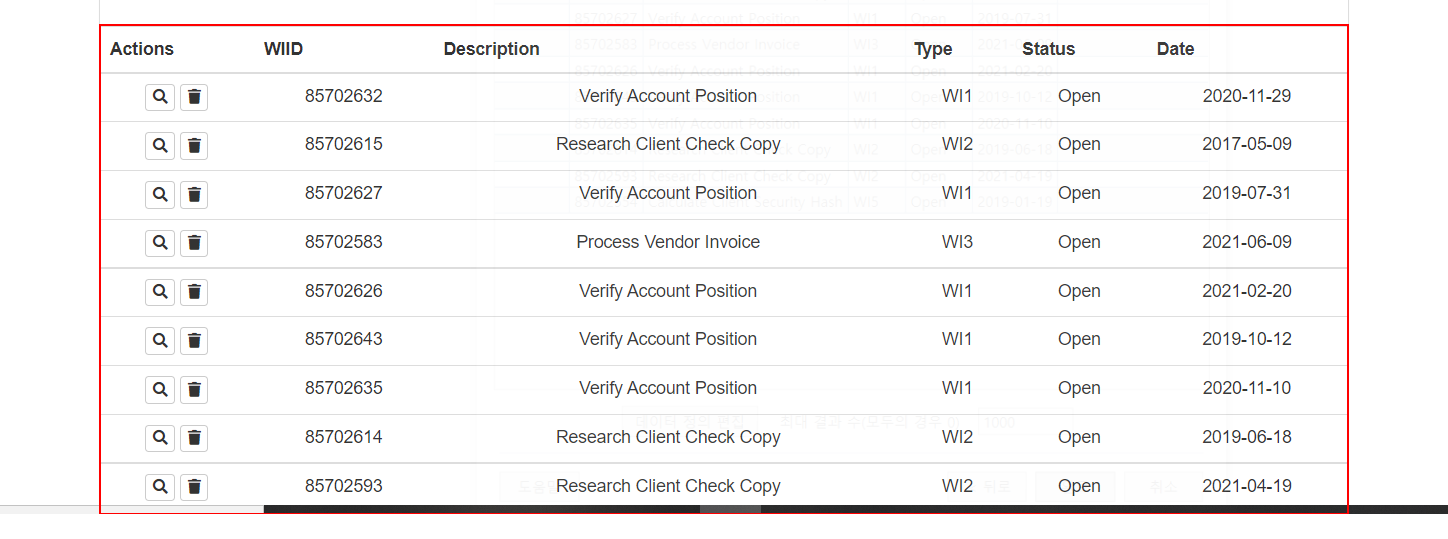 Actions WIID Description Type Status Date
85702632 Verify Account Position WI1 Open 2020-11-29
85702615 Research Client Check Copy WI2 Open 2017-05-09
85702627 Verify Account Position WI1 Open 2019-07-31
85702583 Process Vendor Invoice WI3 Open 2021-06-09
85702626 Verify Account Position WI1 Open 2021-02-20
85702643 Verify Account Position WI1 Open 2019-10-12
85702635 Verify Account Position WI1 Open 2020-11-10
85702614 Research Client Check Copy WI2 Open 2019-06-18
85702593 Research Client Check Copy WI2 Open 2021-04-19